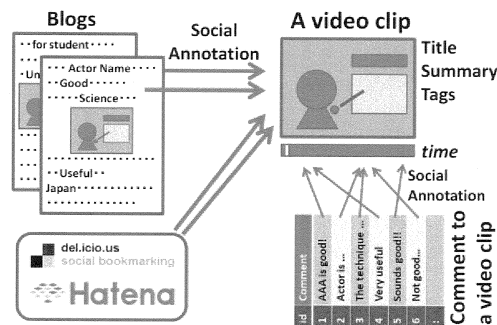 Blogs
for student
Un
Actor Name
Good
Science
Useful
Japan
Social
Annotation
A video clip
Title
Summary
Tags
time
Social
Annotation
del.icio.us
social bookmarking
Hatena
id Comment
1 AAA is good!
2 Actor is ...
3 The technique ...
4 Very useful
5 Sounds good!!
6 Not good...
:
Comment to
a video clip